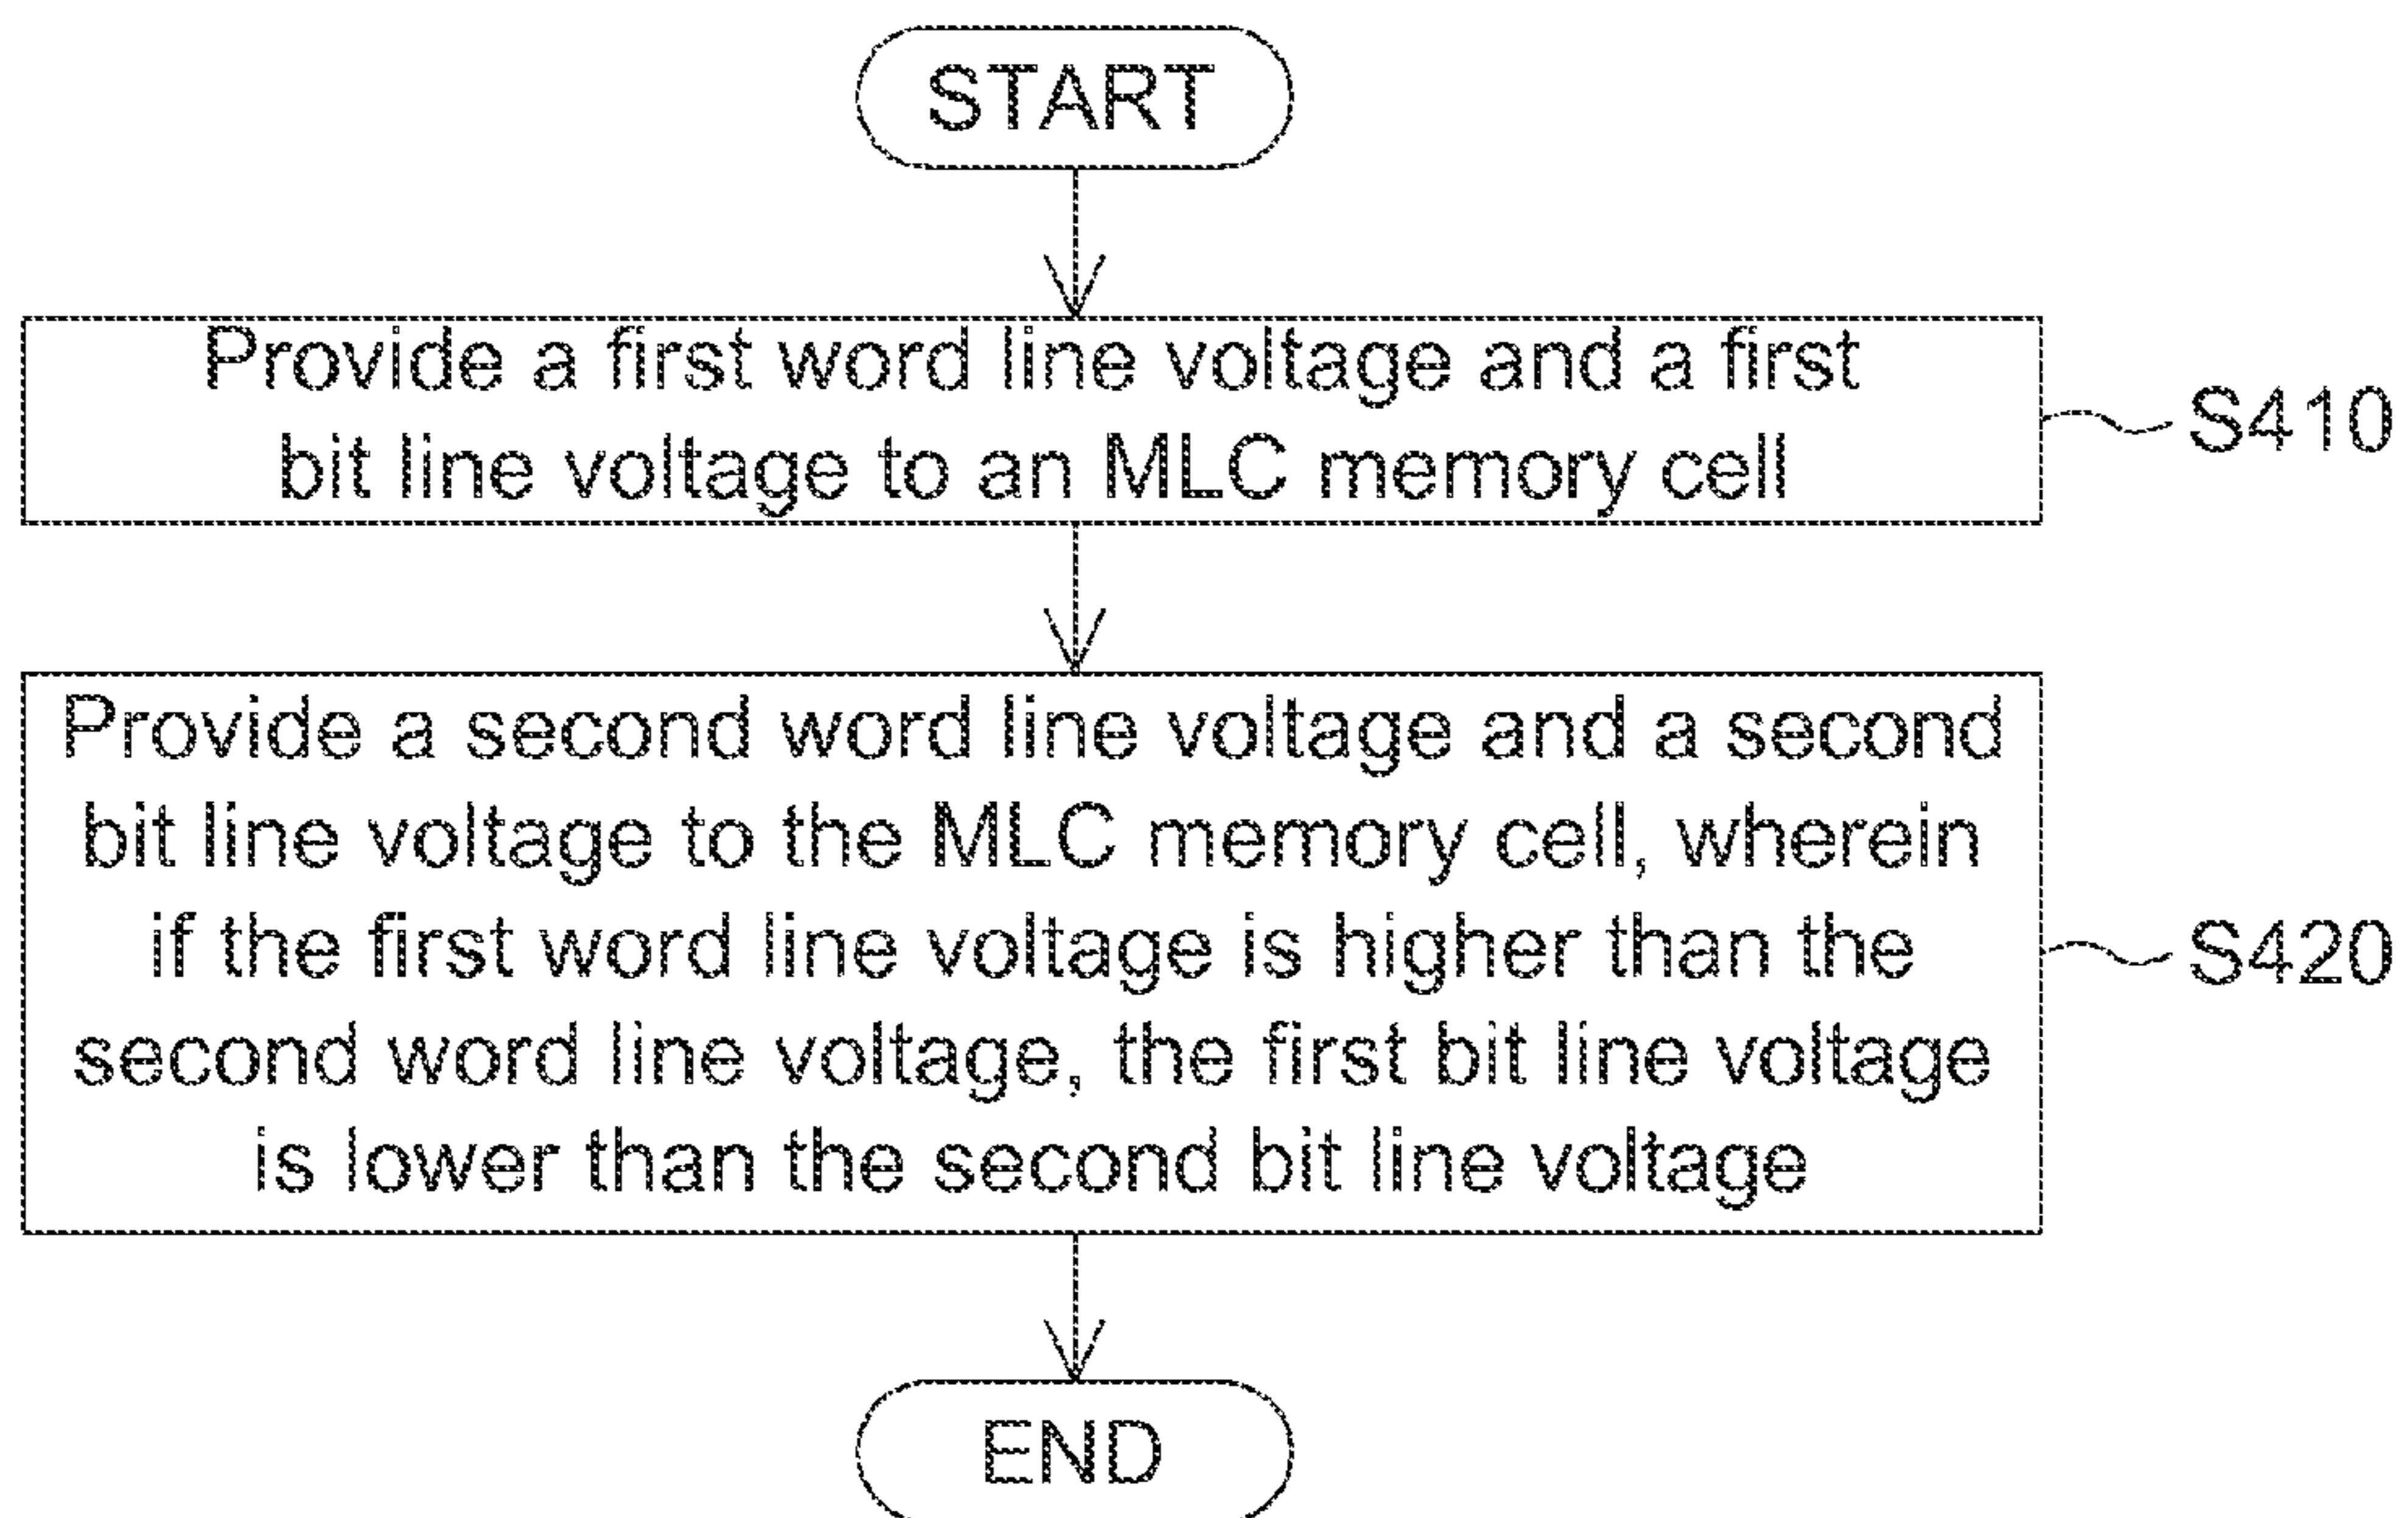 START
Provide a first word line voltage and a first
bit line voltage to an MLC memory cell
S410
Provide a second word line voltage and a second
bit line voltage to the MLC memory cell, wherein
if the first word line voltage is higher than the
second word line voltage, the first bit line voltage
is lower than the second bit line voltage
S420
END